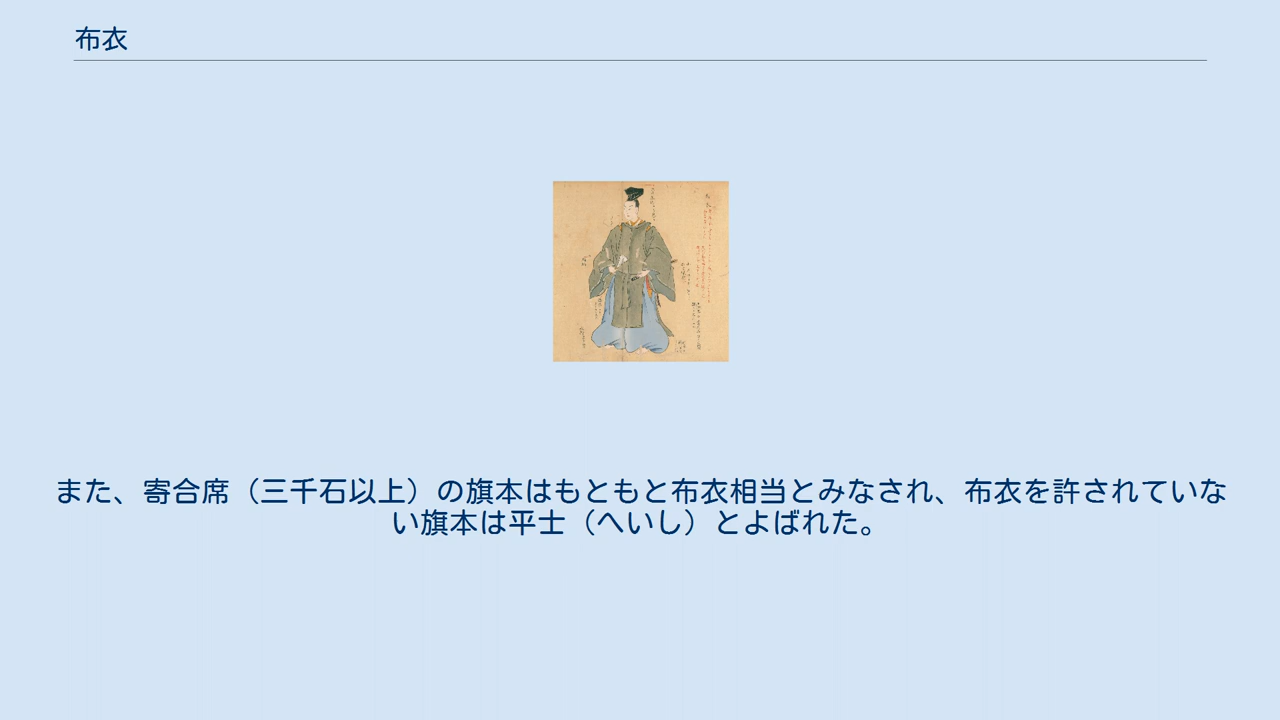 布衣
また、寄合席（三千石以上）の旗本はもともと布衣相当とみなされ、布衣を許されていな
い旗本は平士（へいし）とよばれた。